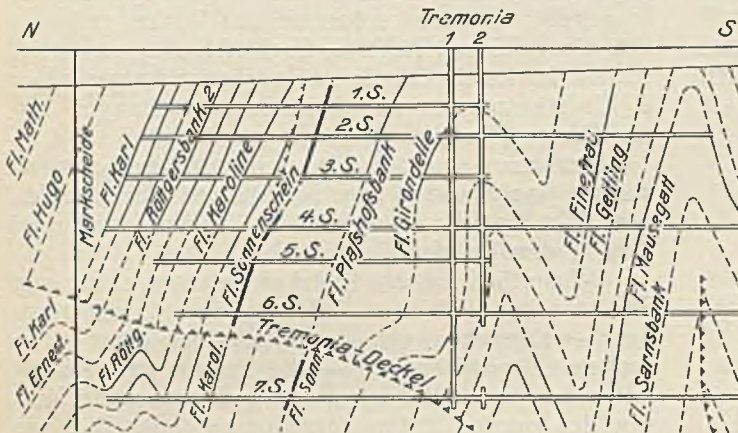 N
Tremonia
1 2
S
Fl. Math.
Fl. Hugo
Markscheide
Fl. Karl
Fl. Röttgersbank 2
Fl. Karoline
Fl. Sonnenschein
1.S.
2.S.
3.S.
4.S.
5.S.
6.S.
7.S.
Fl. Plaßhofsbank
Fl. Girondelle
Fl. Finefrau
Fl. Geitling
Fl. Mausegatt
Fl. Sarnsbank
Tremonia-Deckel
Fl. Karl
Fl. Ernest.
Fl. Röttg.
Fl. Karol.
Fl. Sonn